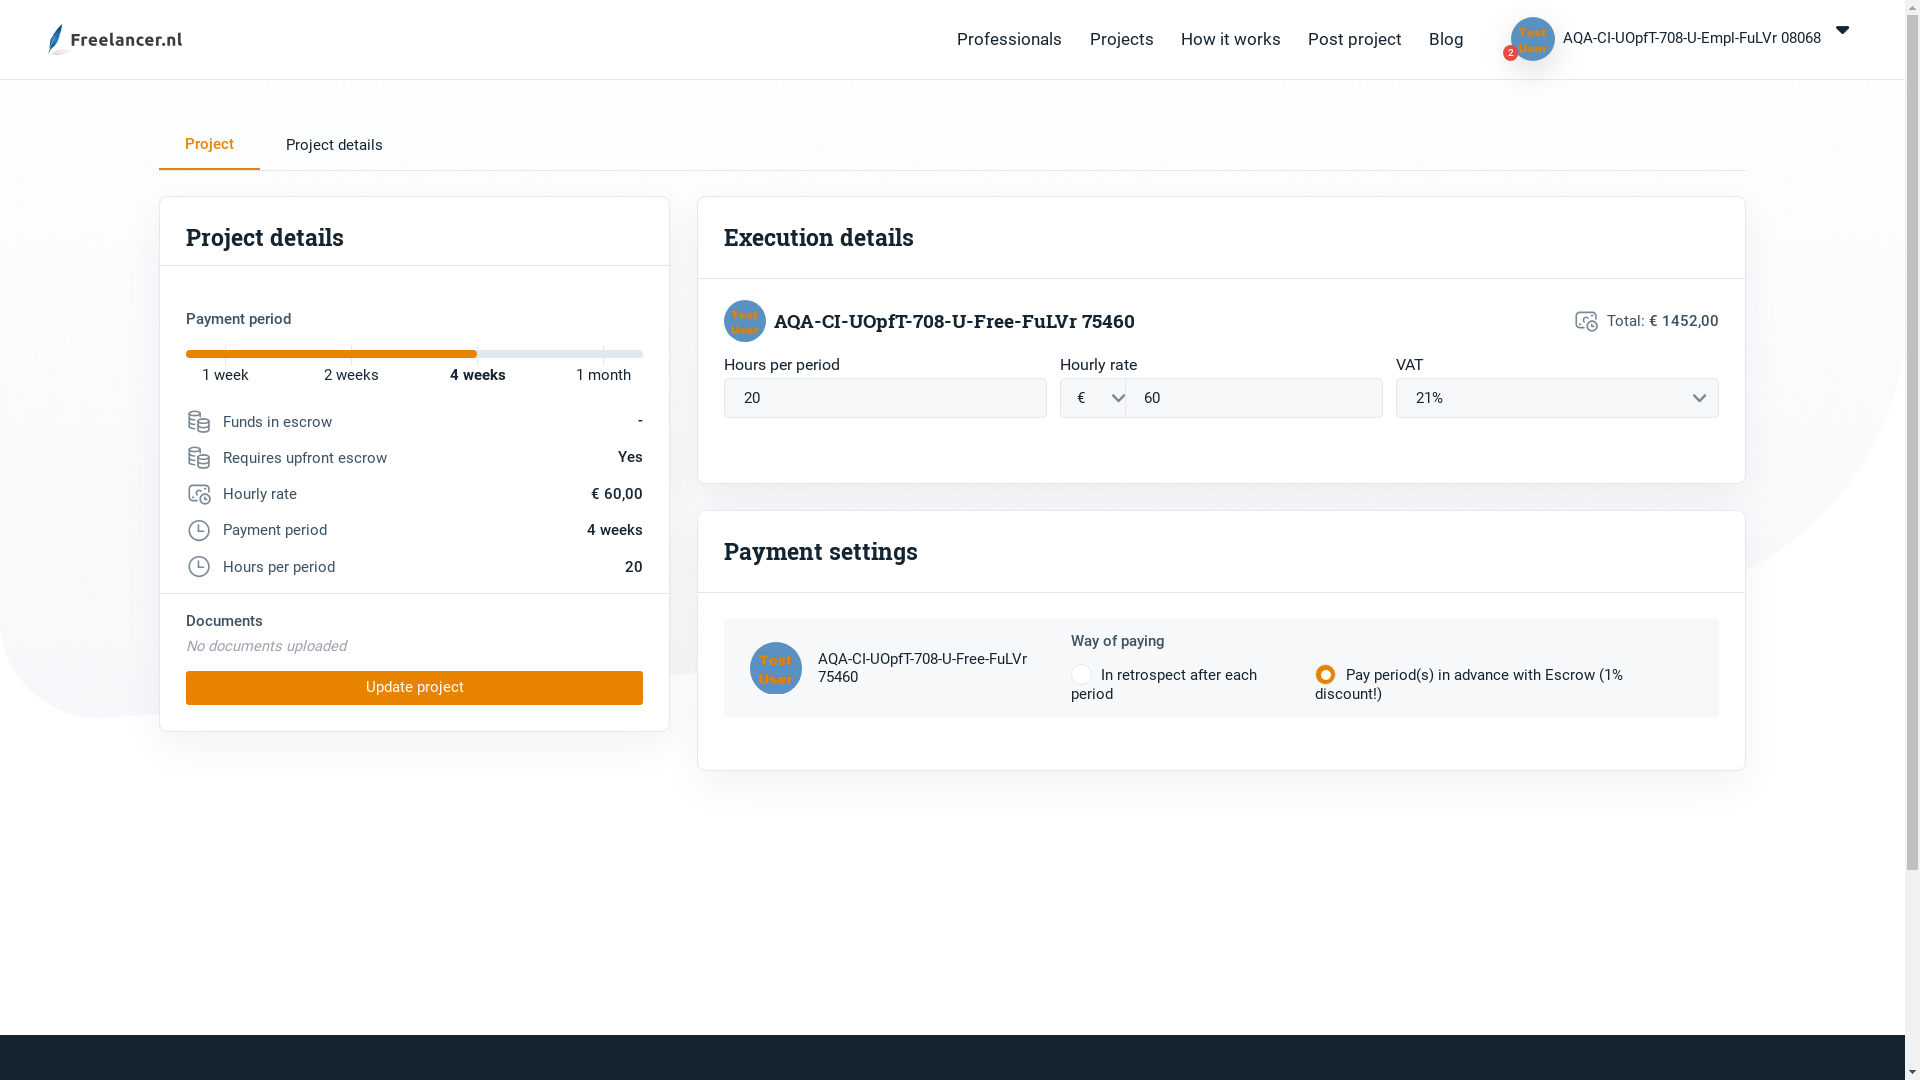 Freelancer.nl
Professionals
Projects
How it works
Post project
Blog
Test
User
2
AQA-CI-UOpfT-708-U-Empl-FuLVr 08068
Project
Project details
Project details
Payment period
1 week
2 weeks
4 weeks
1 month
Funds in escrow
-
Requires upfront escrow
Yes
Hourly rate
€ 60,00
Payment period
4 weeks
Hours per period
20
Documents
No documents uploaded
Update project
Execution details
Test
User
AQA-CI-UOpfT-708-U-Free-FuLVr 75460
Total: € 1452,00
Hours per period
20
Hourly rate
€
60
VAT
21%
Payment settings
Test
User
AQA-CI-UOpfT-708-U-Free-FuLVr
75460
Way of paying
In retrospect after each
period
Pay period(s) in advance with Escrow (1%
discount!)